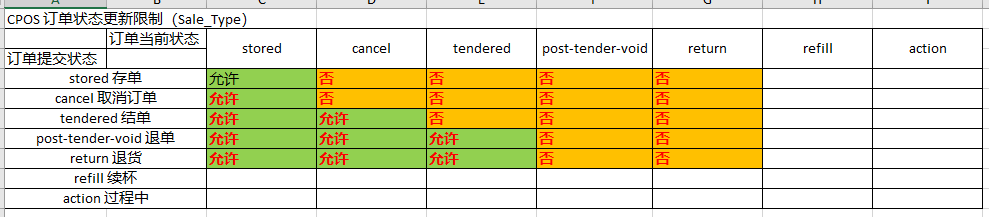 A B C D E F G H I
CPOS 订单状态更新限制（Sale_Type）
订单当前状态
订单提交状态
stored cancel tendered post-tender-void return refill action
stored 存单 允许 否 否 否 否
cancel 取消订单 允许 否 否 否 否
tendered 结单 允许 允许 否 否 否
post-tender-void 退单 允许 允许 允许 否 否
return 退货 允许 允许 允许 否 否
refill 续杯
action 过程中